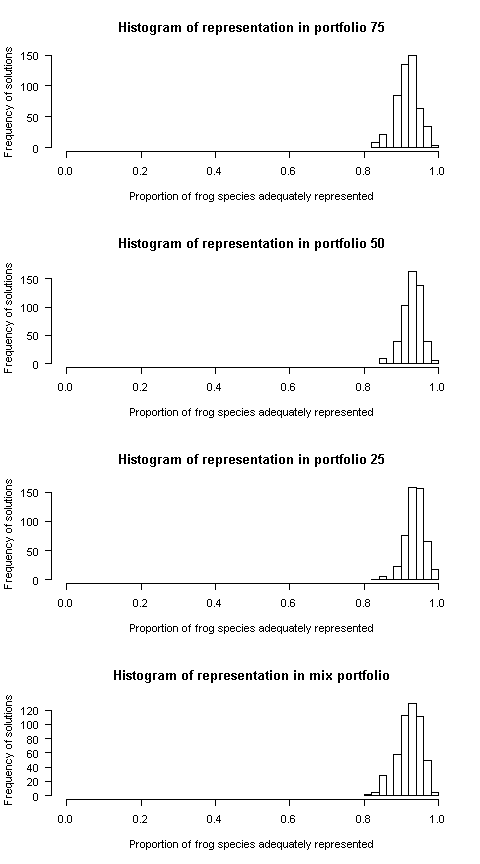 Histogram of representation in portfolio 75
Frequency of solutions
150
100
50
0
0.0 0.2 0.4 0.6 0.8 1.0
Proportion of frog species adequately represented
Histogram of representation in portfolio 50
Frequency of solutions
150
100
50
0
0.0 0.2 0.4 0.6 0.8 1.0
Proportion of frog species adequately represented
Histogram of representation in portfolio 25
Frequency of solutions
150
100
50
0
0.0 0.2 0.4 0.6 0.8 1.0
Proportion of frog species adequately represented
Histogram of representation in mix portfolio
Frequency of solutions
120
100
80
60
40
20
0
0.0 0.2 0.4 0.6 0.8 1.0
Proportion of frog species adequately represented